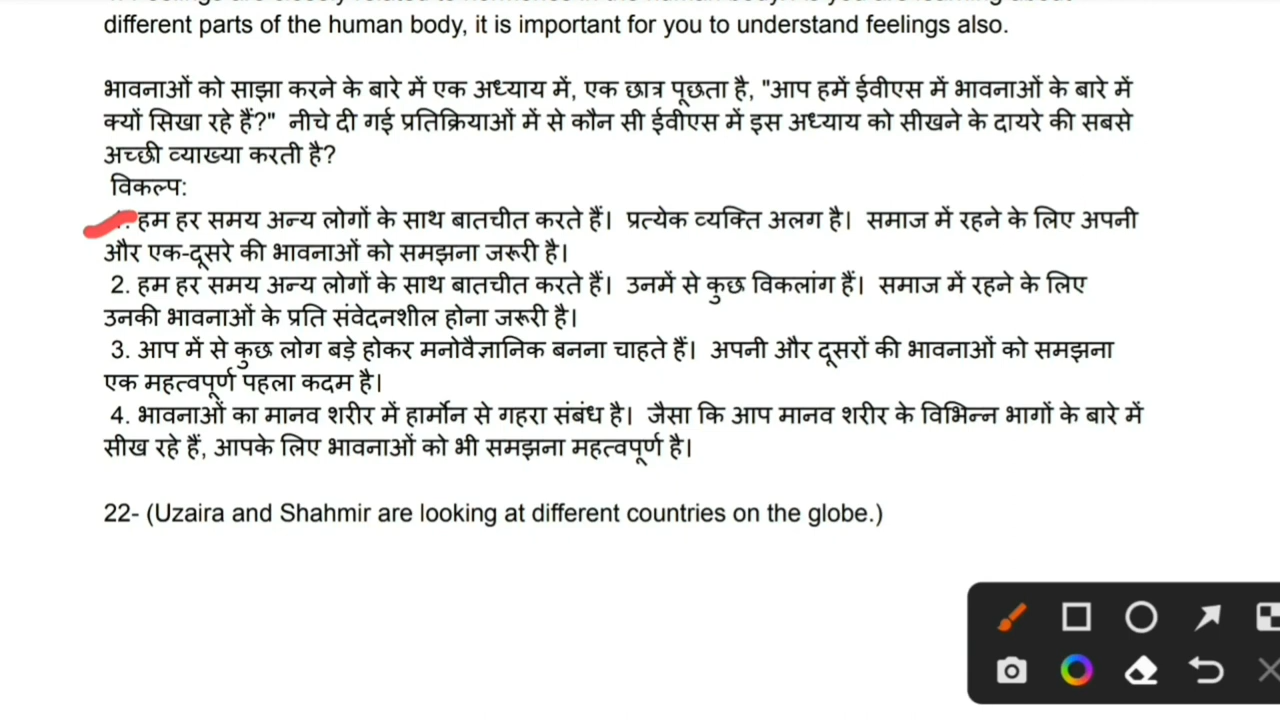 different parts of the human body, it is important for you to understand feelings also.
भावनाओं को साझा करने के बारे में एक अध्याय में, एक छात्र पूछता है, "आप हमें ईवीएस में भावनाओं के बारे में
क्यों सिखा रहे हैं?" नीचे दी गई प्रतिक्रियाओं में से कौन सी ईवीएस में इस अध्याय को सीखने के दायरे की सबसे
अच्छी व्याख्या करती है?
विकल्प:
हम हर समय अन्य लोगों के साथ बातचीत करते हैं। प्रत्येक व्यक्ति अलग है। समाज में रहने के लिए अपनी
और एक-दूसरे की भावनाओं को समझना जरूरी है।
2. हम हर समय अन्य लोगों के साथ बातचीत करते हैं। उनमें से कुछ विकलांग हैं। समाज में रहने के लिए
उनकी भावनाओं के प्रति संवेदनशील होना जरूरी है।
3. आप में से कुछ लोग बड़े होकर मनोवैज्ञानिक बनना चाहते हैं। अपनी और दूसरों की भावनाओं को समझना
एक महत्वपूर्ण पहला कदम है।
4. भावनाओं का मानव शरीर में हार्मोन से गहरा संबंध है। जैसा कि आप मानव शरीर के विभिन्न भागों के बारे में
सीख रहे हैं, आपके लिए भावनाओं को भी समझना महत्वपूर्ण है।
22- (Uzaira and Shahmir are looking at different countries on the globe.)